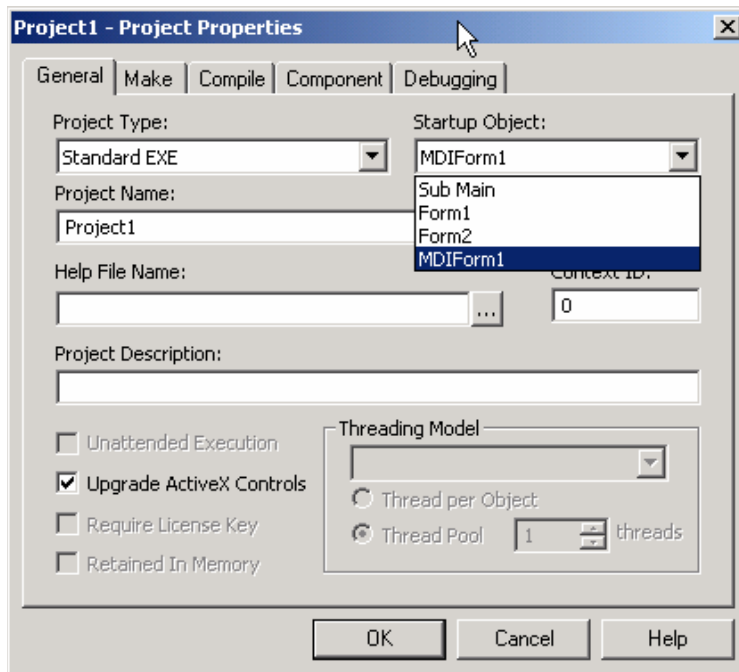 Project1 - Project Properties
General Make Compile Component Debugging
Project Type: Startup Object:
Standard EXE MDIForm1
Sub Main
Project Name: Form1
Project1 Form2
MDIForm1
Help File Name: Context ID:
... 0
Project Description:
Unattended Execution
Upgrade ActiveX Controls
Require License Key
Retained In Memory
Threading Model
Thread per Object
Thread Pool 1 threads
OK Cancel Help